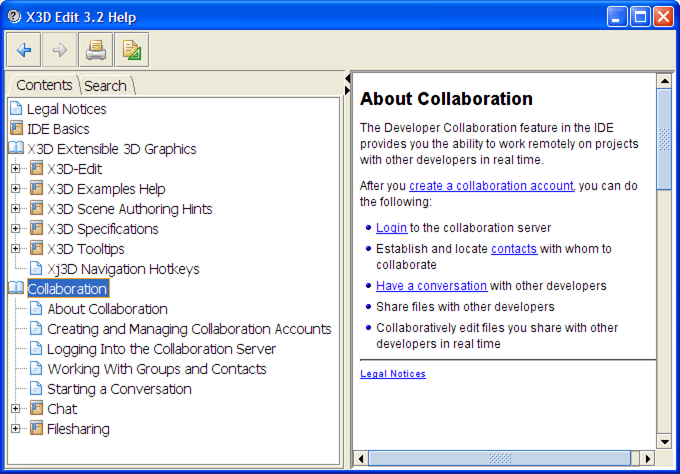 X3D Edit 3.2 Help
Contents
Search
Legal Notices
IDE Basics
X3D Extensible 3D Graphics
X3D-Edit
X3D Examples Help
X3D Scene Authoring Hints
X3D Specifications
X3D Tooltips
Xj3D Navigation Hotkeys
Collaboration
About Collaboration
Creating and Managing Collaboration Accounts
Logging Into the Collaboration Server
Working With Groups and Contacts
Starting a Conversation
Chat
Filesharing
About Collaboration
The Developer Collaboration feature in the IDE
provides you the ability to work remotely on projects
with other developers in real time.
After you create a collaboration account, you can do
the following:
Login to the collaboration server
Establish and locate contacts with whom to
collaborate
Have a conversation with other developers
Share files with other developers
Collaboratively edit files you share with other
developers in real time
Legal Notices